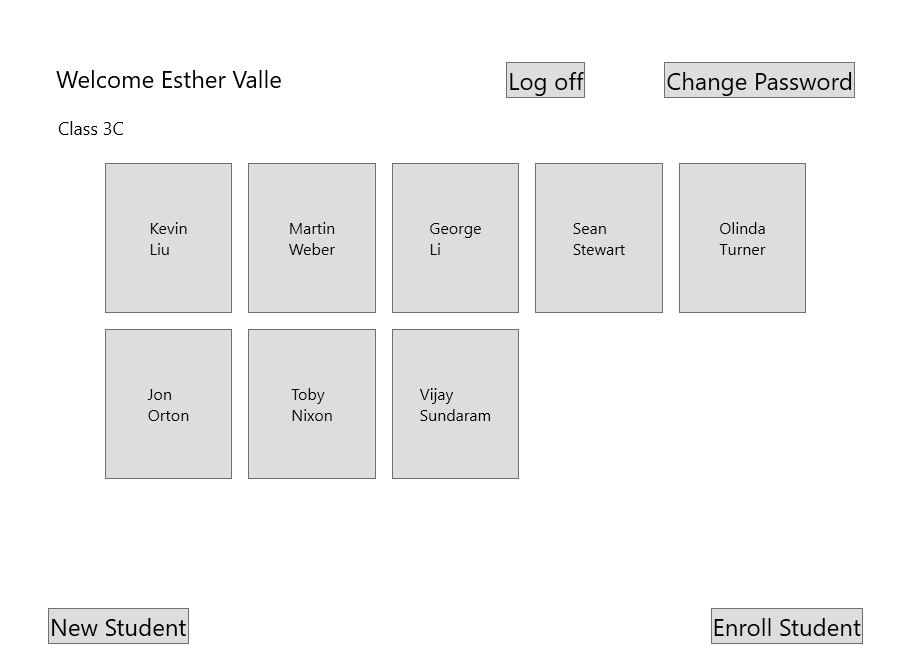 Welcome Esther Valle
Log off
Change Password
Class 3C
Kevin
Liu
Martin
Weber
George
Li
Sean
Stewart
Olinda
Turner
Jon
Orton
Toby
Nixon
Vijay
Sundaram
New Student
Enroll Student